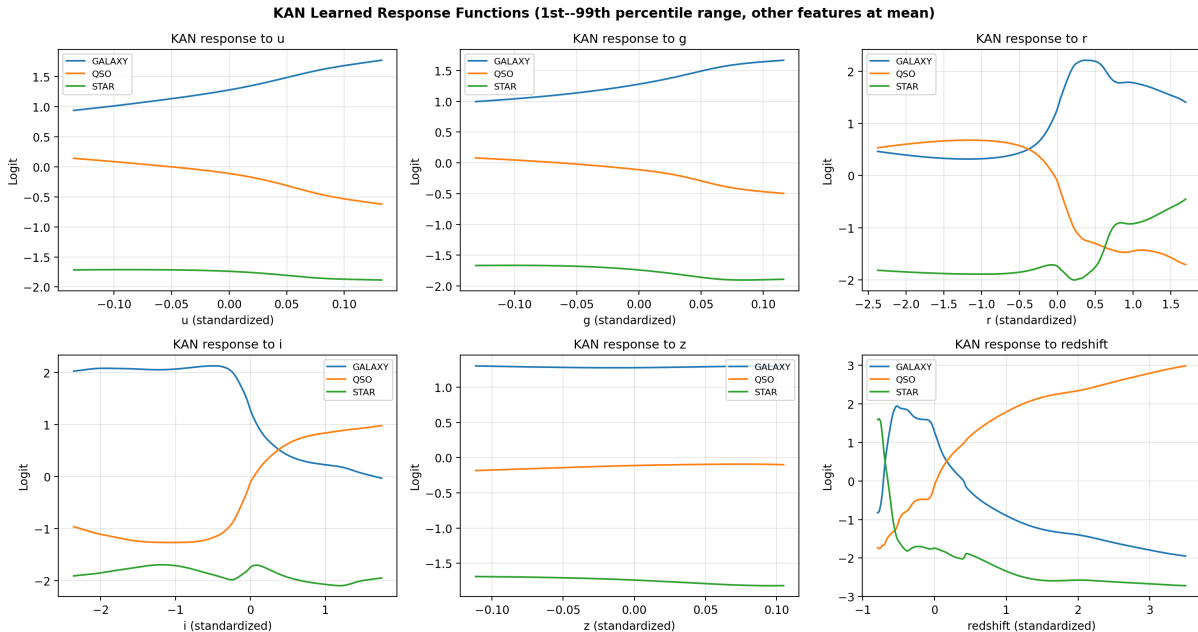 KAN Learned Response Functions (1st--99th percentile range, other features at mean)
KAN response to u
GALAXY
QSO
STAR
Logit
1.5
1.0
0.5
0.0
−0.5
−1.0
−1.5
−2.0
−0.10
−0.05
0.00
0.05
0.10
u (standardized)
KAN response to g
GALAXY
QSO
STAR
Logit
1.5
1.0
0.5
0.0
−0.5
−1.0
−1.5
−2.0
−0.10
−0.05
0.00
0.05
0.10
g (standardized)
KAN response to r
GALAXY
QSO
STAR
Logit
2
1
0
−1
−2
−2.5
−2.0
−1.5
−1.0
−0.5
0.0
0.5
1.0
1.5
r (standardized)
KAN response to i
GALAXY
QSO
STAR
Logit
2
1
0
−1
−2
−2
−1
0
1
i (standardized)
KAN response to z
GALAXY
QSO
STAR
Logit
1.0
0.5
0.0
−0.5
−1.0
−1.5
−0.10
−0.05
0.00
0.05
0.10
z (standardized)
KAN response to redshift
GALAXY
QSO
STAR
Logit
3
2
1
0
−1
−2
−3
−1
0
1
2
3
redshift (standardized)